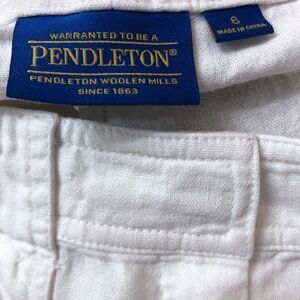 WARRANTED TO BE A
PENDLETON®
PENDLETON WOOLEN MILLS
SINCE 1863
6
MADE IN CHINA